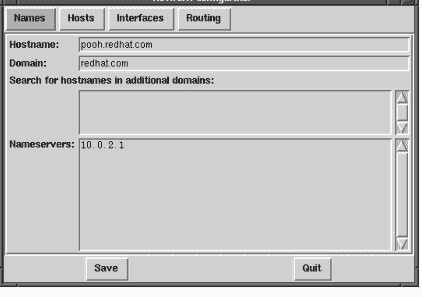 Names Hosts Interfaces Routing
Hostname: pooh.redhat.com
Domain: redhat.com
Search for hostnames in additional domains:
Nameservers: 10.0.2.1
Save Quit